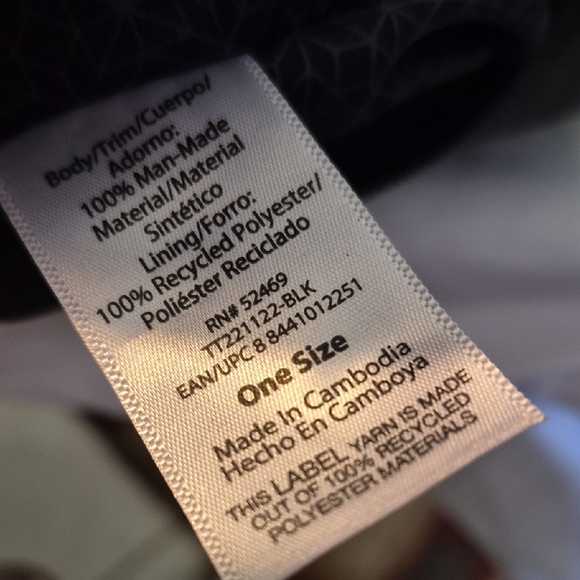 Body/Trim/Cuerpo/
Adorno:
100% Man-Made
Material/Material
Sintético
Lining/Forro:
100% Recycled Polyester/
Poliéster Reciclado
RN# 52469
TT221122-BLK
EAN/UPC 8 8441012251
One Size
Made In Cambodia
Hecho En Camboya
THIS LABEL YARN IS MADE
OUT OF 100% RECYCLED
POLYESTER MATERIALS